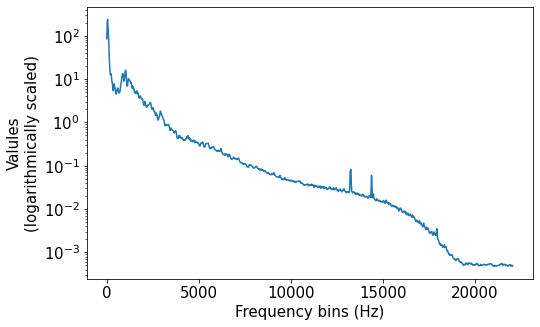 10²
10¹
10⁰
10⁻¹
10⁻²
10⁻³
Valules
(logarithmically scaled)
0 5000 10000 15000 20000
Frequency bins (Hz)